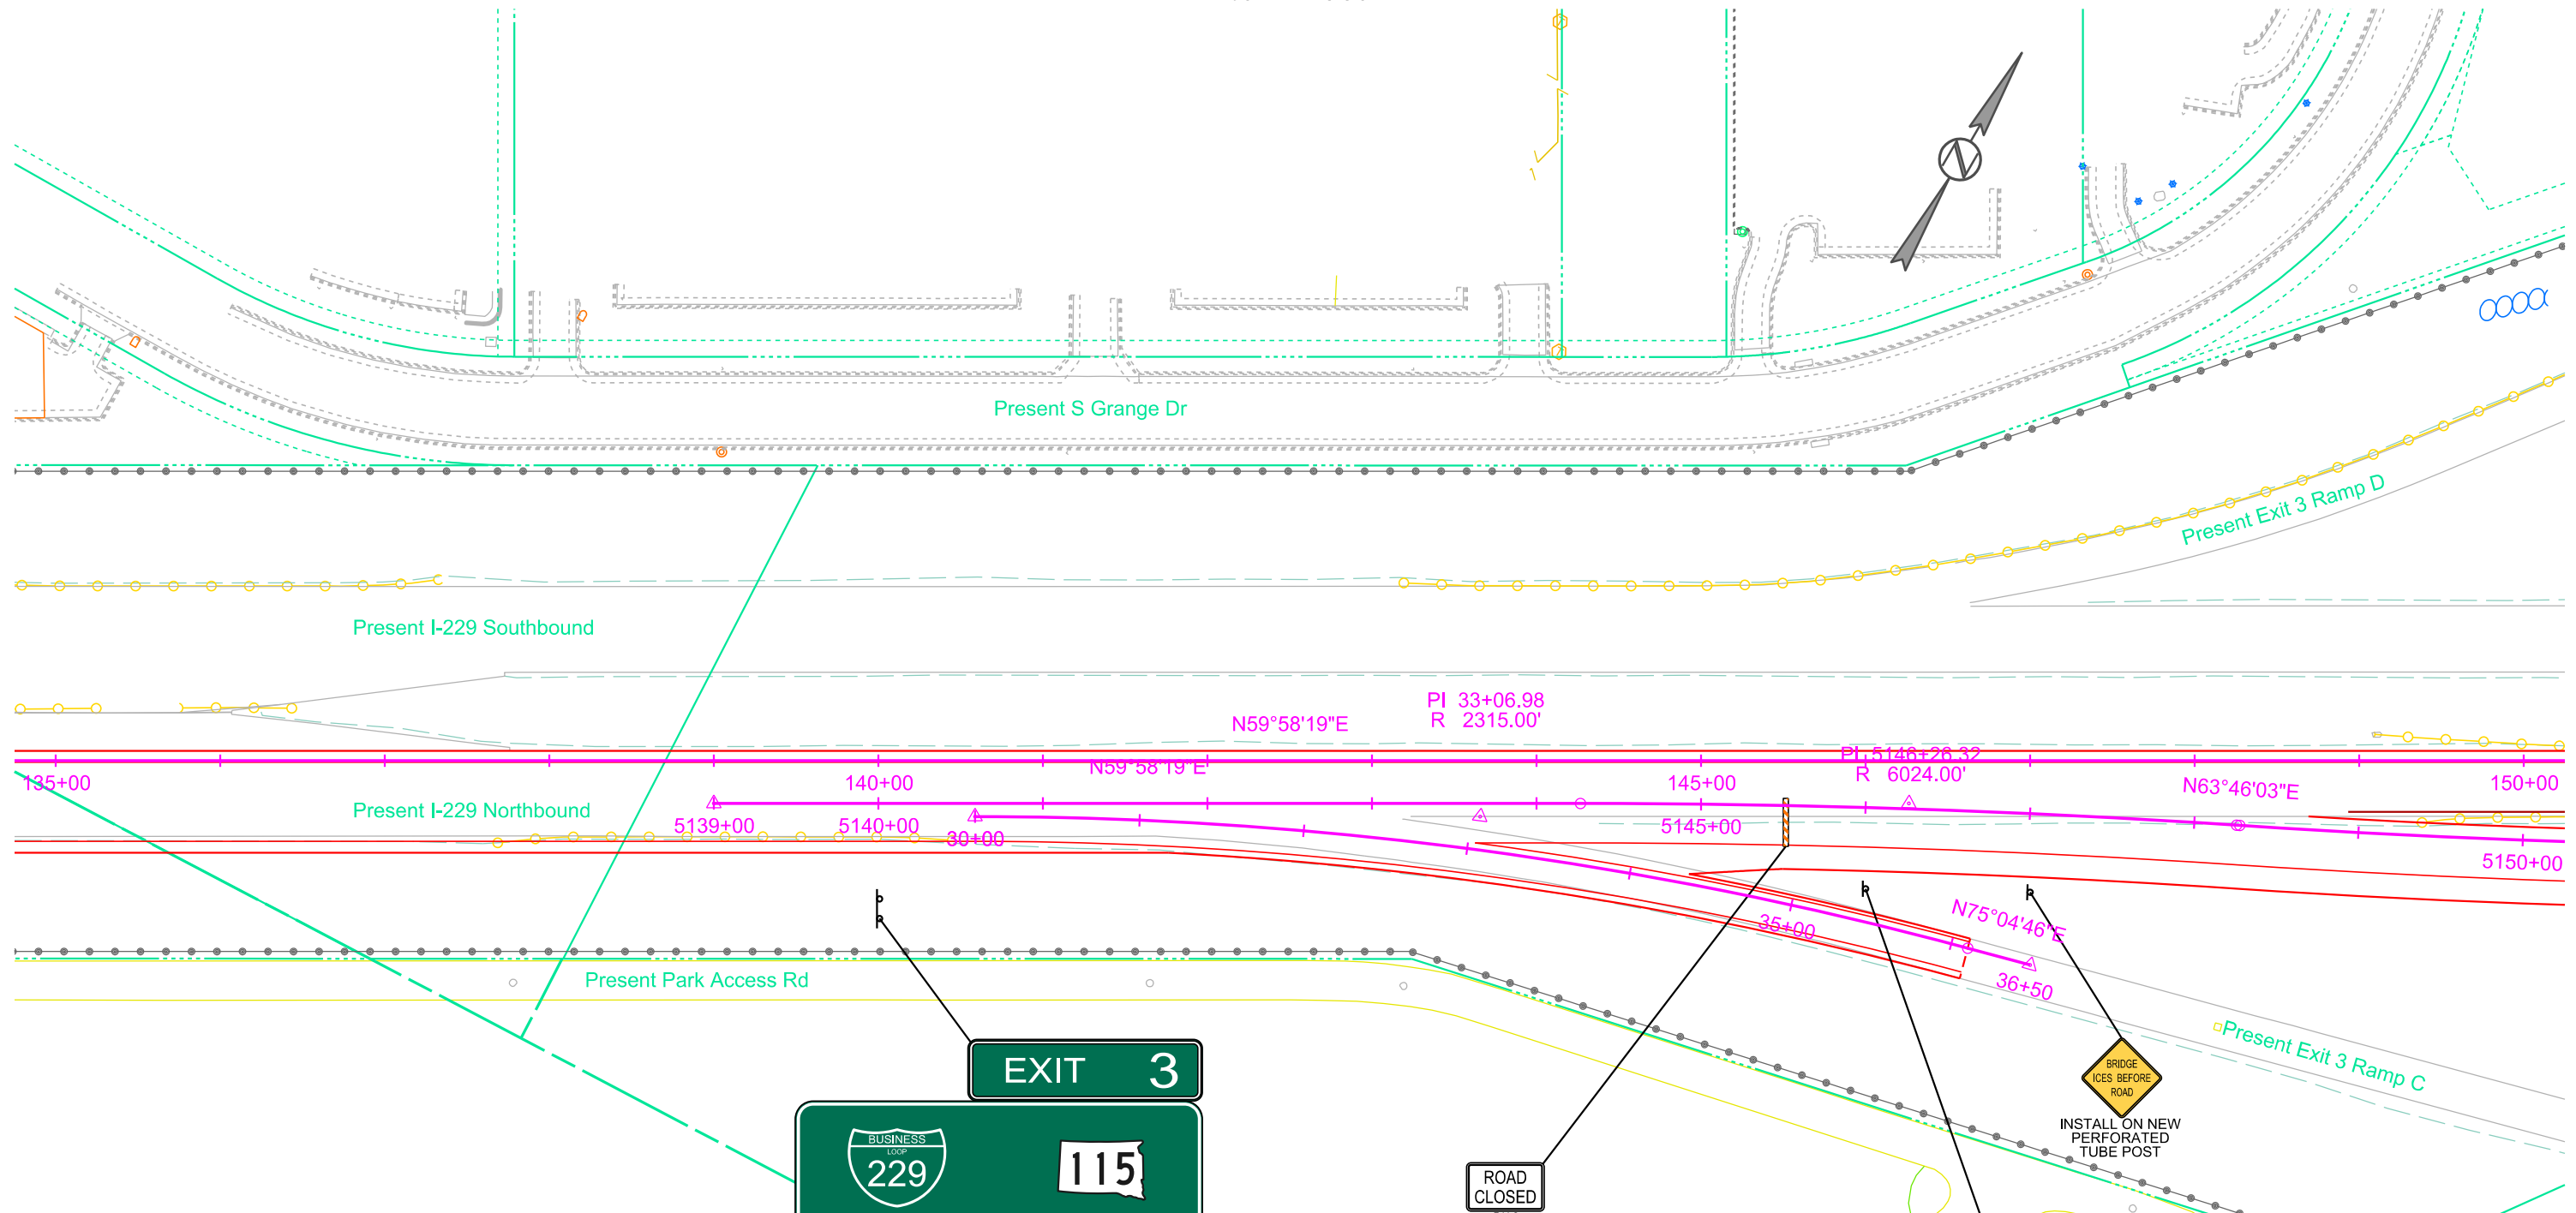 Present S Grange Dr
Present Exit 3 Ramp D
Present I-229 Southbound
PI 33+06.98
R 2315.00'
N59°58'19"E
PI 5146+26.32
R 6024.00'
N59°58'19"E
135+00
140+00
145+00
N63°46'03"E
150+00
Present I-229 Northbound
5139+00
5140+00
30+00
5145+00
5150+00
35+00
N75°04'46"E
36+50
Present Park Access Rd
Present Exit 3 Ramp C
EXIT 3
BUSINESS
LOOP
229
115
BRIDGE
ICES BEFORE
ROAD
INSTALL ON NEW
PERFORATED
TUBE POST
ROAD
CLOSED